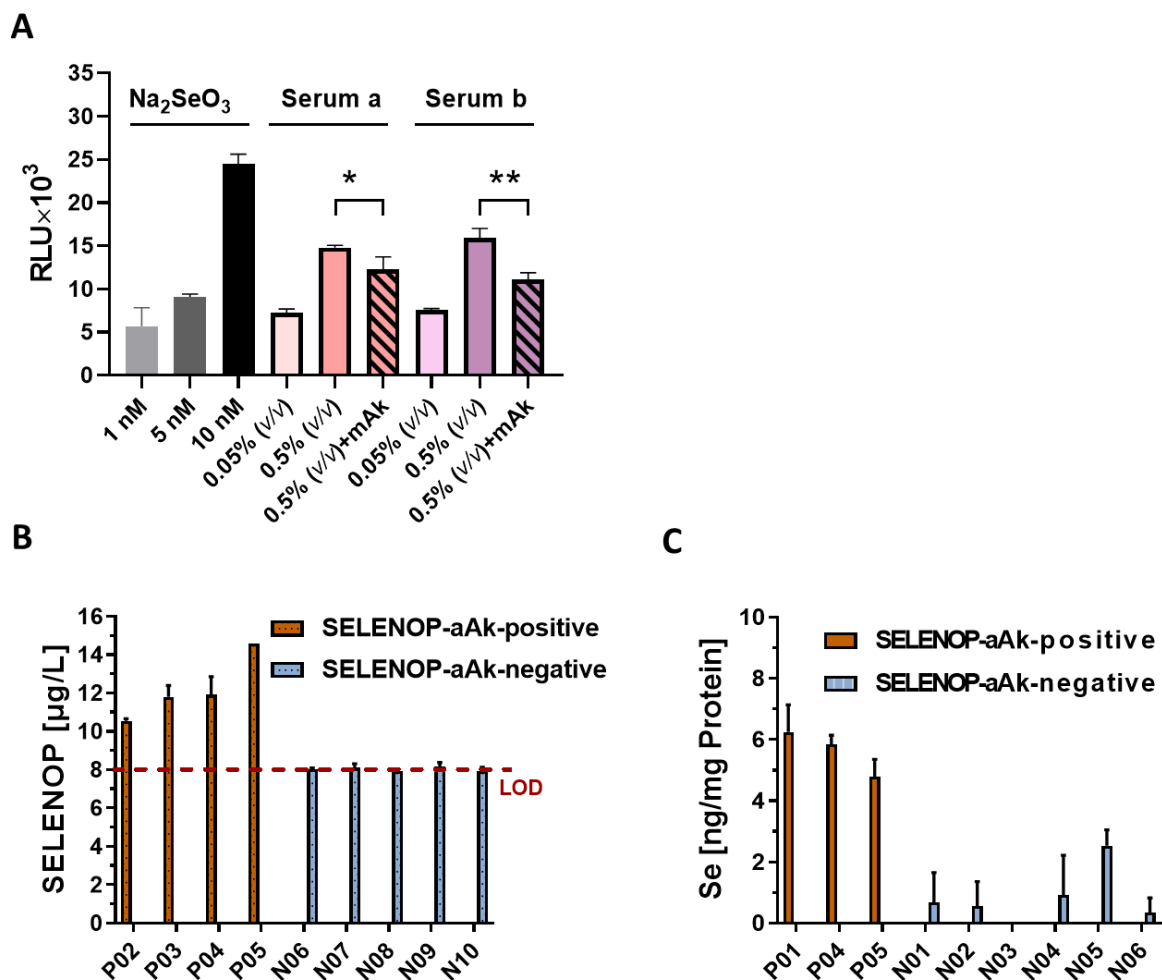 A
35
30
25
20
15
10
5
0
RLU×10³
Na₂SeO₃
Serum a
Serum b
*
**
1 nM
5 nM
10 nM
0.05% (v/v)
0.5% (v/v)
0.5% (v/v)+mAk
0.05% (v/v)
0.5% (v/v)
0.5% (v/v)+mAk
B
16
14
12
10
8
6
4
2
0
SELENOP [µg/L]
SELENOP-aAk-positive
SELENOP-aAk-negative
LOD
P02
P03
P04
P05
N06
N07
N08
N09
N10
C
10
8
6
4
2
0
Se [ng/mg Protein]
SELENOP-aAk-positive
SELENOP-aAk-negative
P01
P04
P05
N01
N02
N03
N04
N05
N06